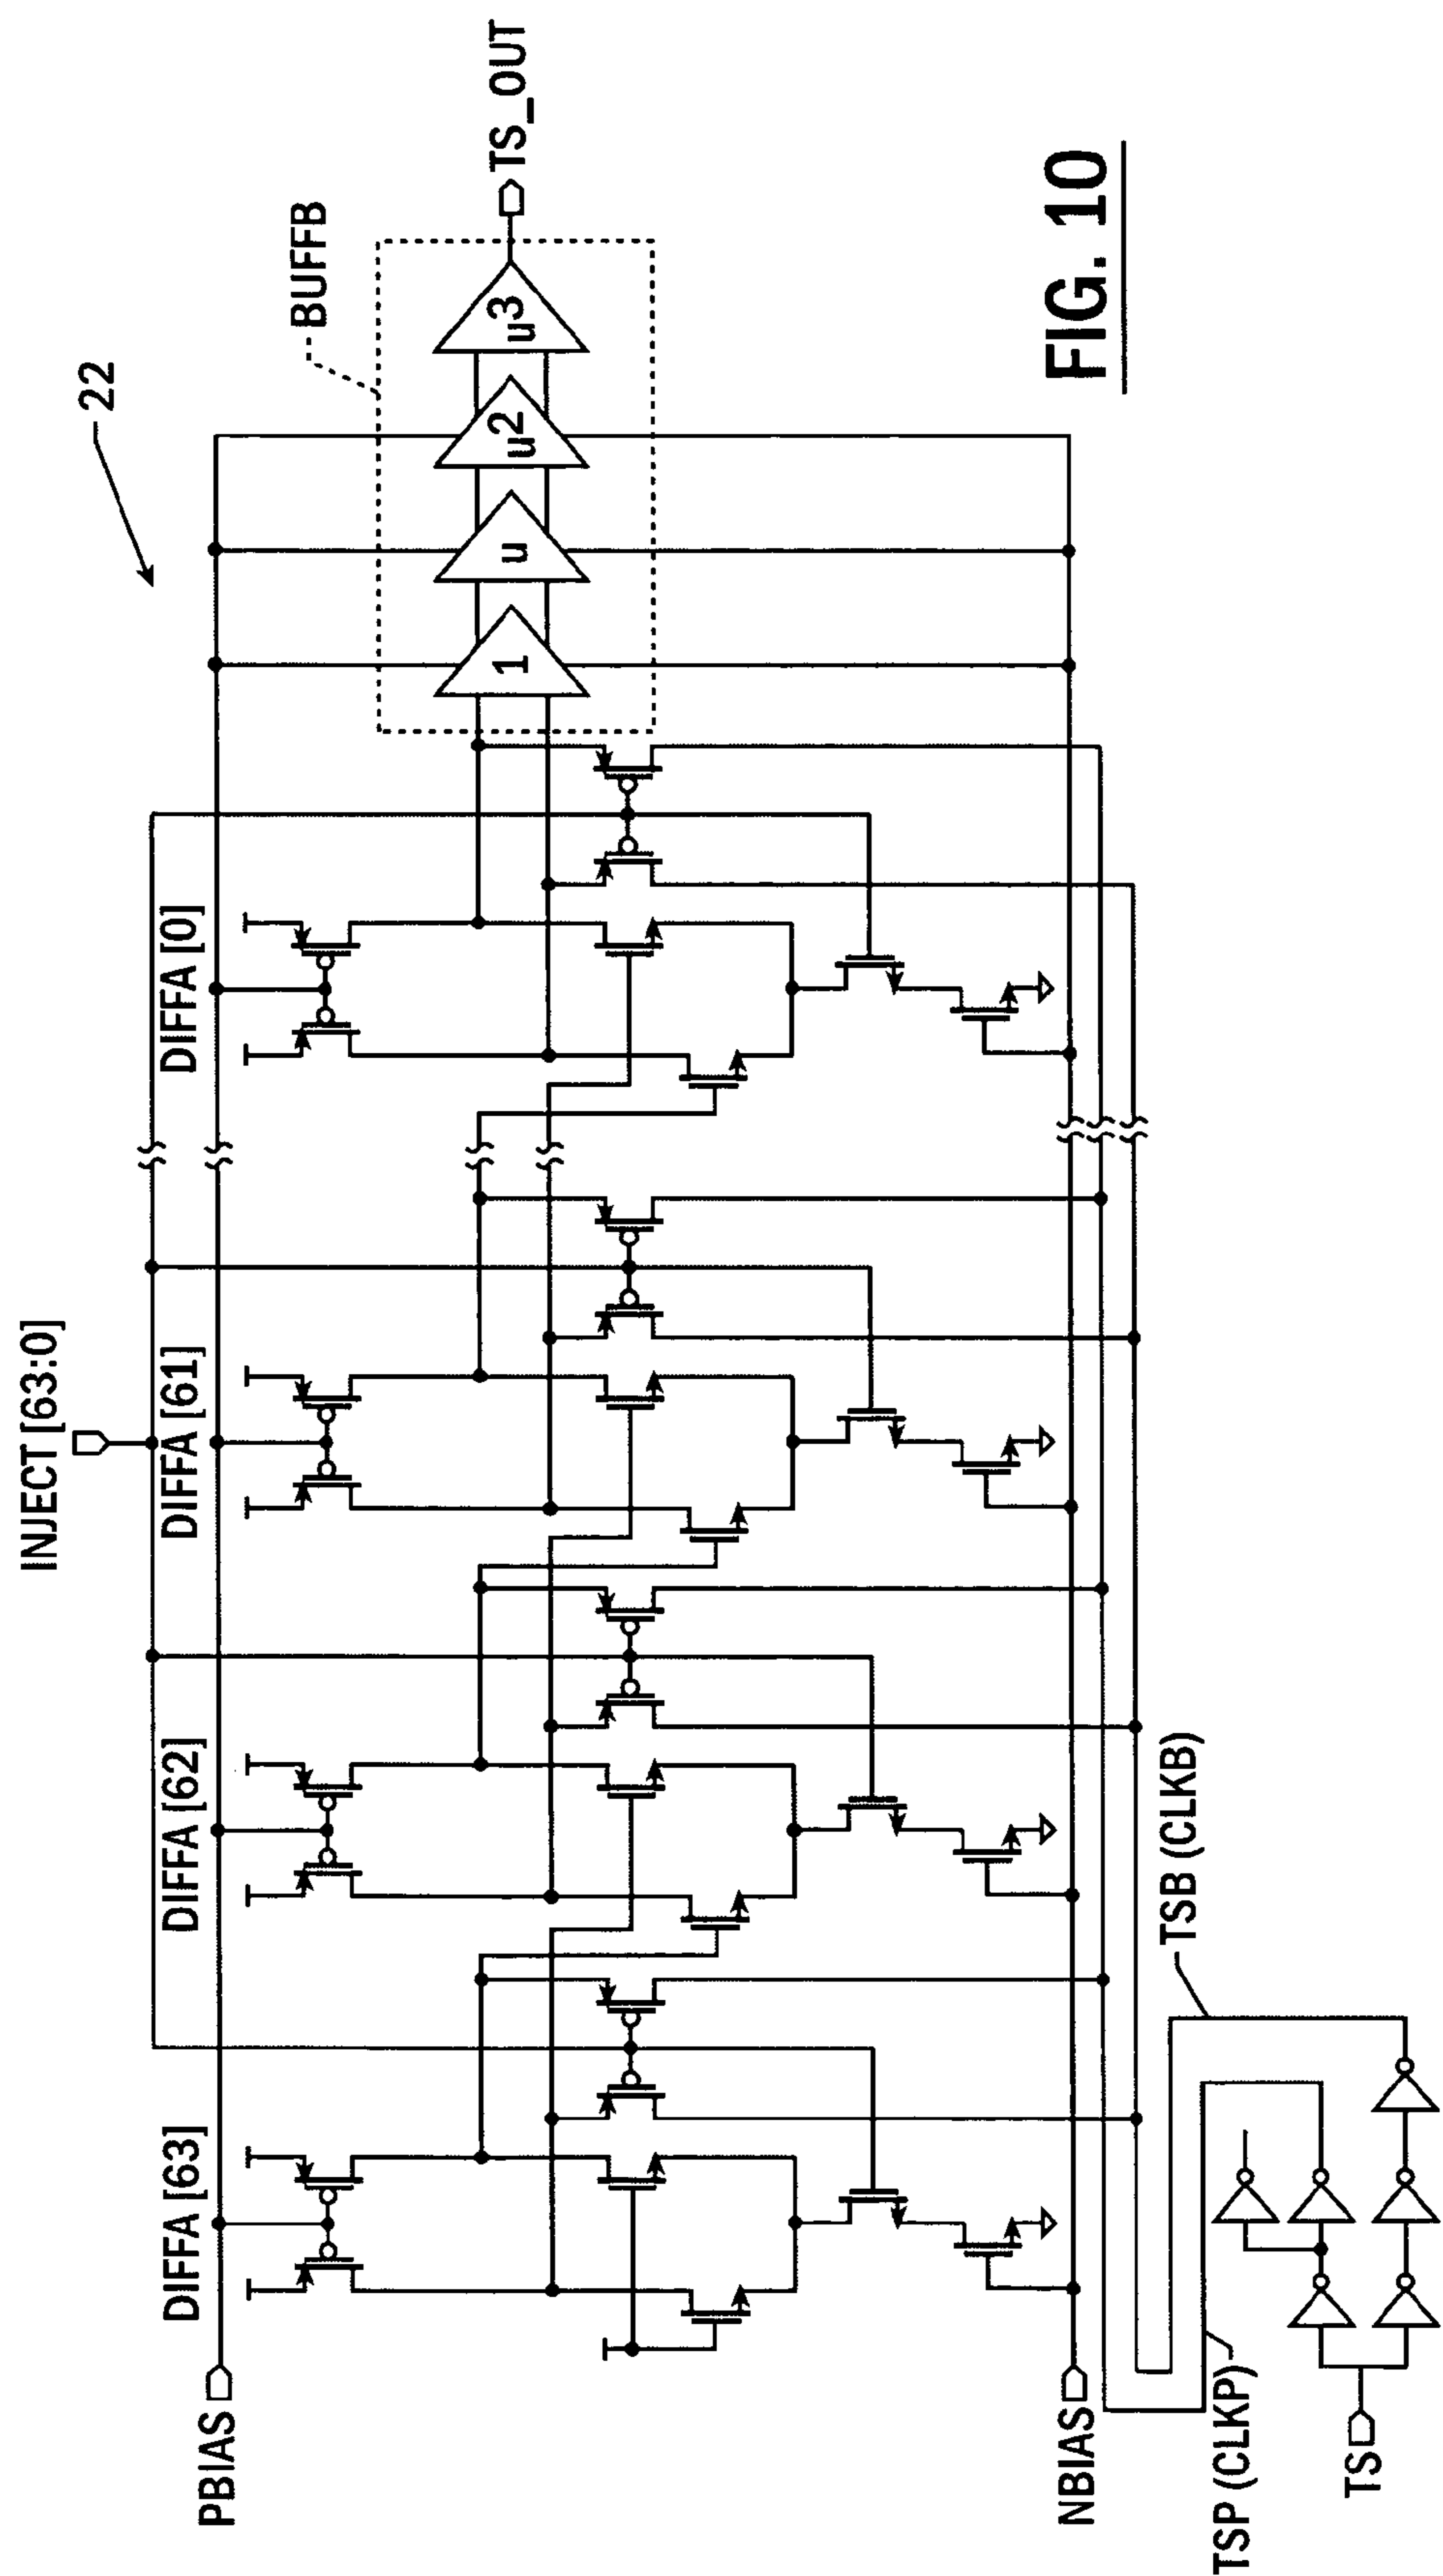 22
INJECT [63:0]
DIFFA [63]
DIFFA [62]
DIFFA [61]
DIFFA [0]
PBIAS
BUFFB
1
u
u2
u3
TS_OUT
NBIAS
TSP (CLKP)
TSB (CLKB)
TS
FIG. 10